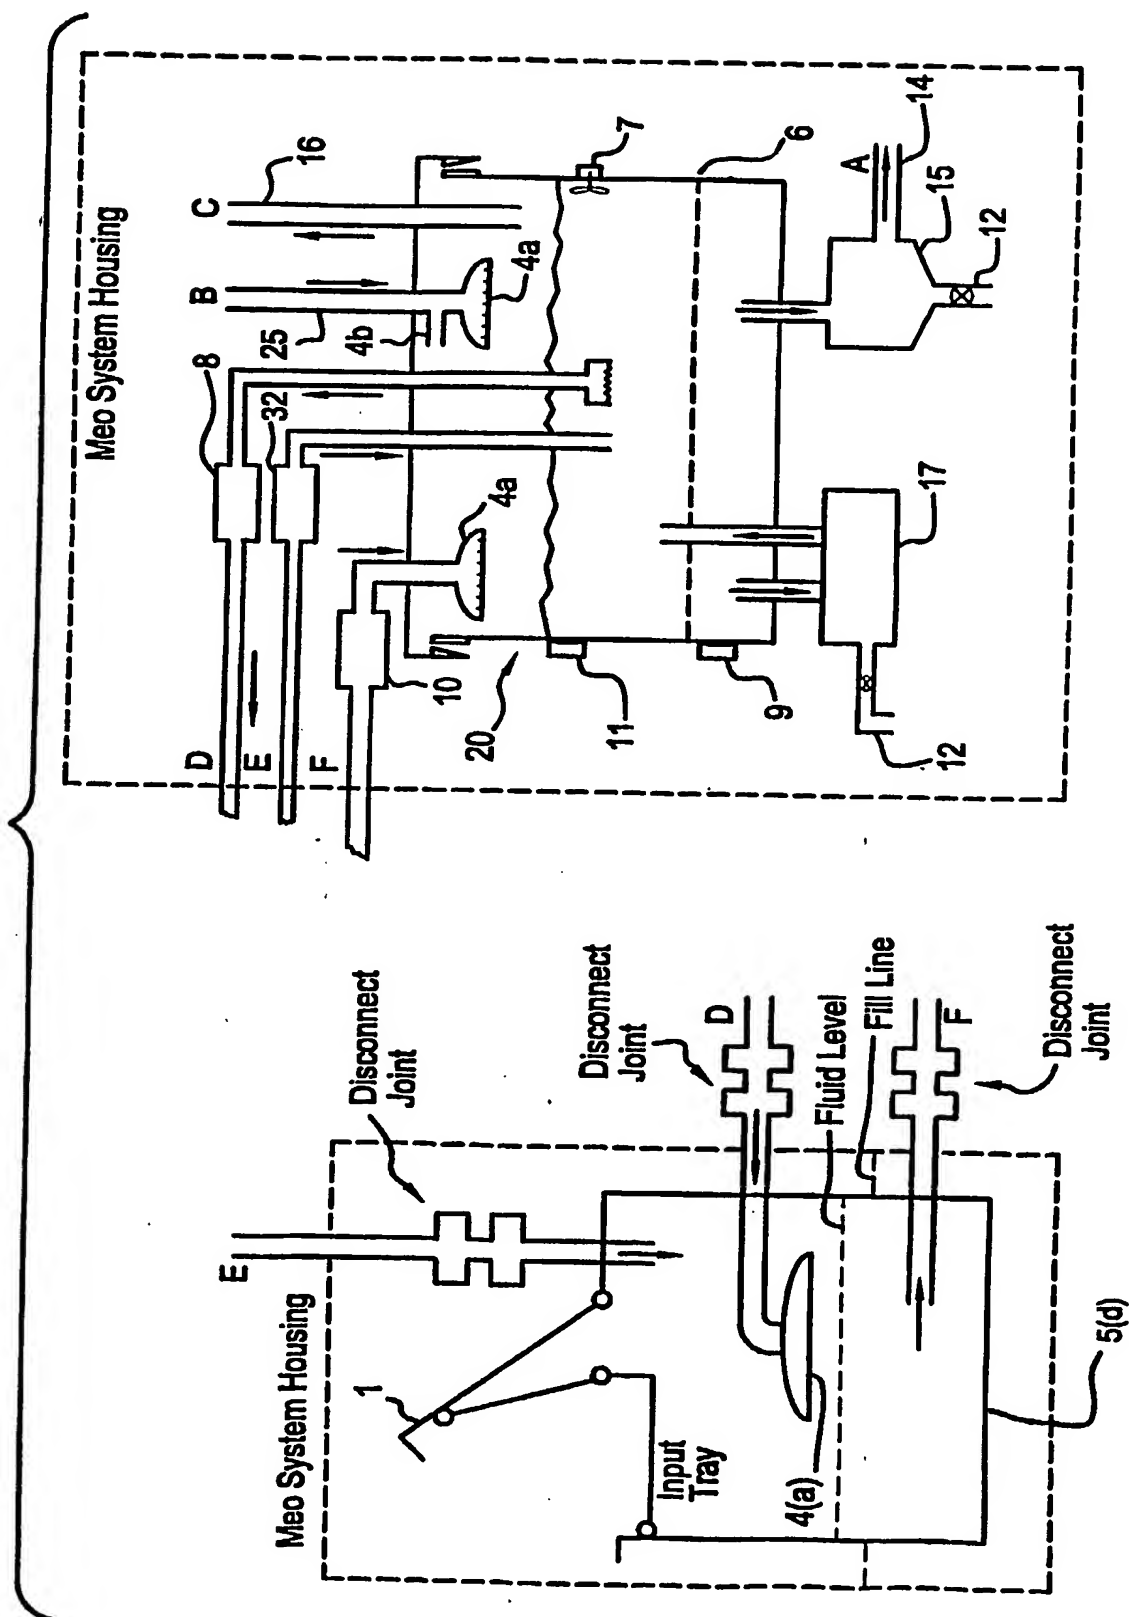 Meo System Housing
D
E
F
8
32
25
B
C
16
4b
4a
4a
10
20
11
9
7
6
A
14
15
12
17
12
Meo System Housing
E
Disconnect
Joint
1
Input
Tray
Disconnect
Joint
D
Fluid Level
Fill Line
F
Disconnect
Joint
4(a)
5(d)